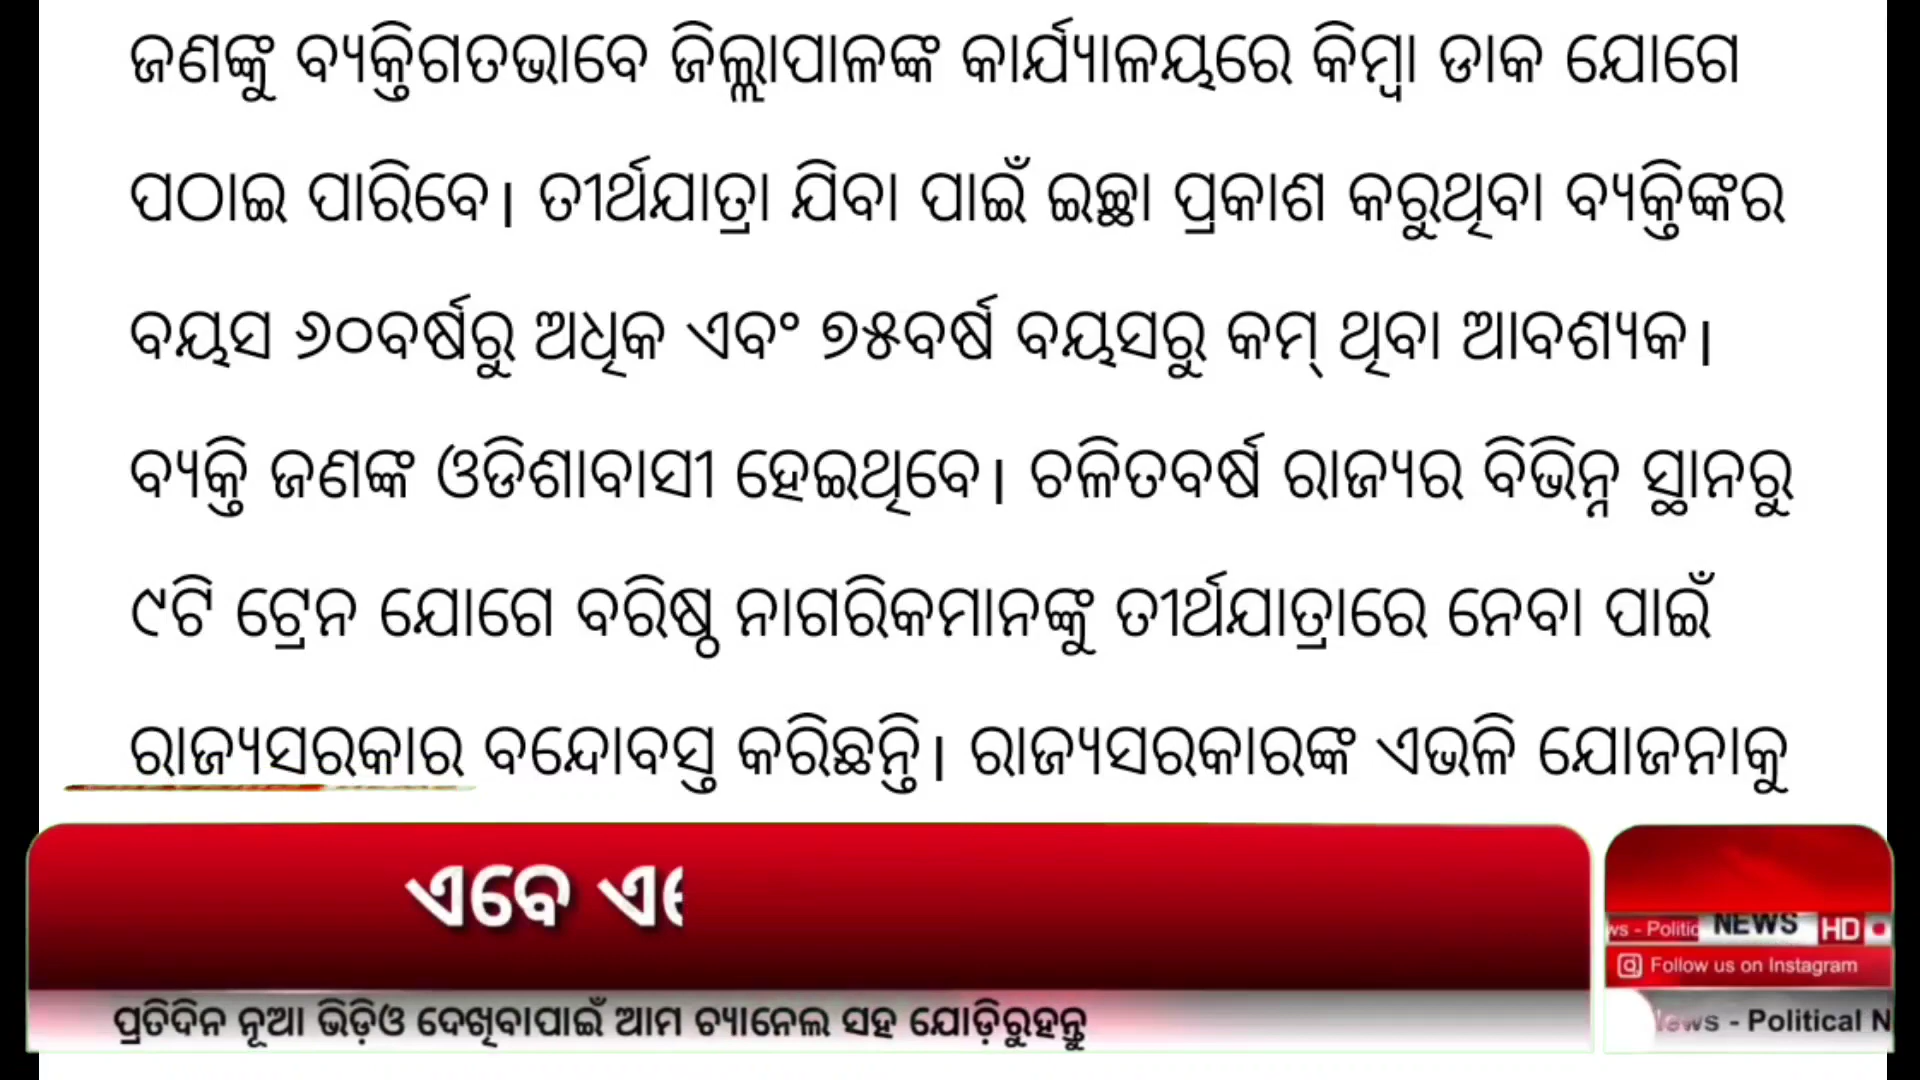 ଜଣଙ୍କୁ ବ୍ୟକ୍ତିଗତଭାବେ ଜିଲ୍ଲାପାଳଙ୍କ କାର୍ଯ୍ୟାଳୟରେ କିମ୍ବା ଡାକ ଯୋଗେ
ପଠାଇ ପାରିବେ। ତୀର୍ଥଯାତ୍ରା ଯିବା ପାଇଁ ଇଚ୍ଛା ପ୍ରକାଶ କରୁଥିବା ବ୍ୟକ୍ତିଙ୍କର
ବୟସ ୬୦ବର୍ଷରୁ ଅଧିକ ଏବଂ ୭୫ବର୍ଷ ବୟସରୁ କମ୍ ଥିବା ଆବଶ୍ୟକ।
ବ୍ୟକ୍ତି ଜଣଙ୍କ ଓଡିଶାବାସୀ ହେଇଥିବେ। ଚଳିତବର୍ଷ ରାଜ୍ୟର ବିଭିନ୍ନ ସ୍ଥାନରୁ
୯ଟି ଟ୍ରେନ ଯୋଗେ ବରିଷ୍ଠ ନାଗରିକମାନଙ୍କୁ ତୀର୍ଥଯାତ୍ରାରେ ନେବା ପାଇଁ
ରାଜ୍ୟସରକାର ବନ୍ଦୋବସ୍ତ କରିଛନ୍ତି। ରାଜ୍ୟସରକାରଙ୍କ ଏଭଳି ଯୋଜନାକୁ
ଏବେ ଏ
ws - Politic NEWS HD
Follow us on Instagram
ପ୍ରତିଦିନ ନୂଆ ଭିଡ଼ିଓ ଦେଖିବାପାଇଁ ଆମ ଚ୍ୟାନେଲ ସହ ଯୋଡ଼ିରୁହନ୍ତୁ
ews - Political N